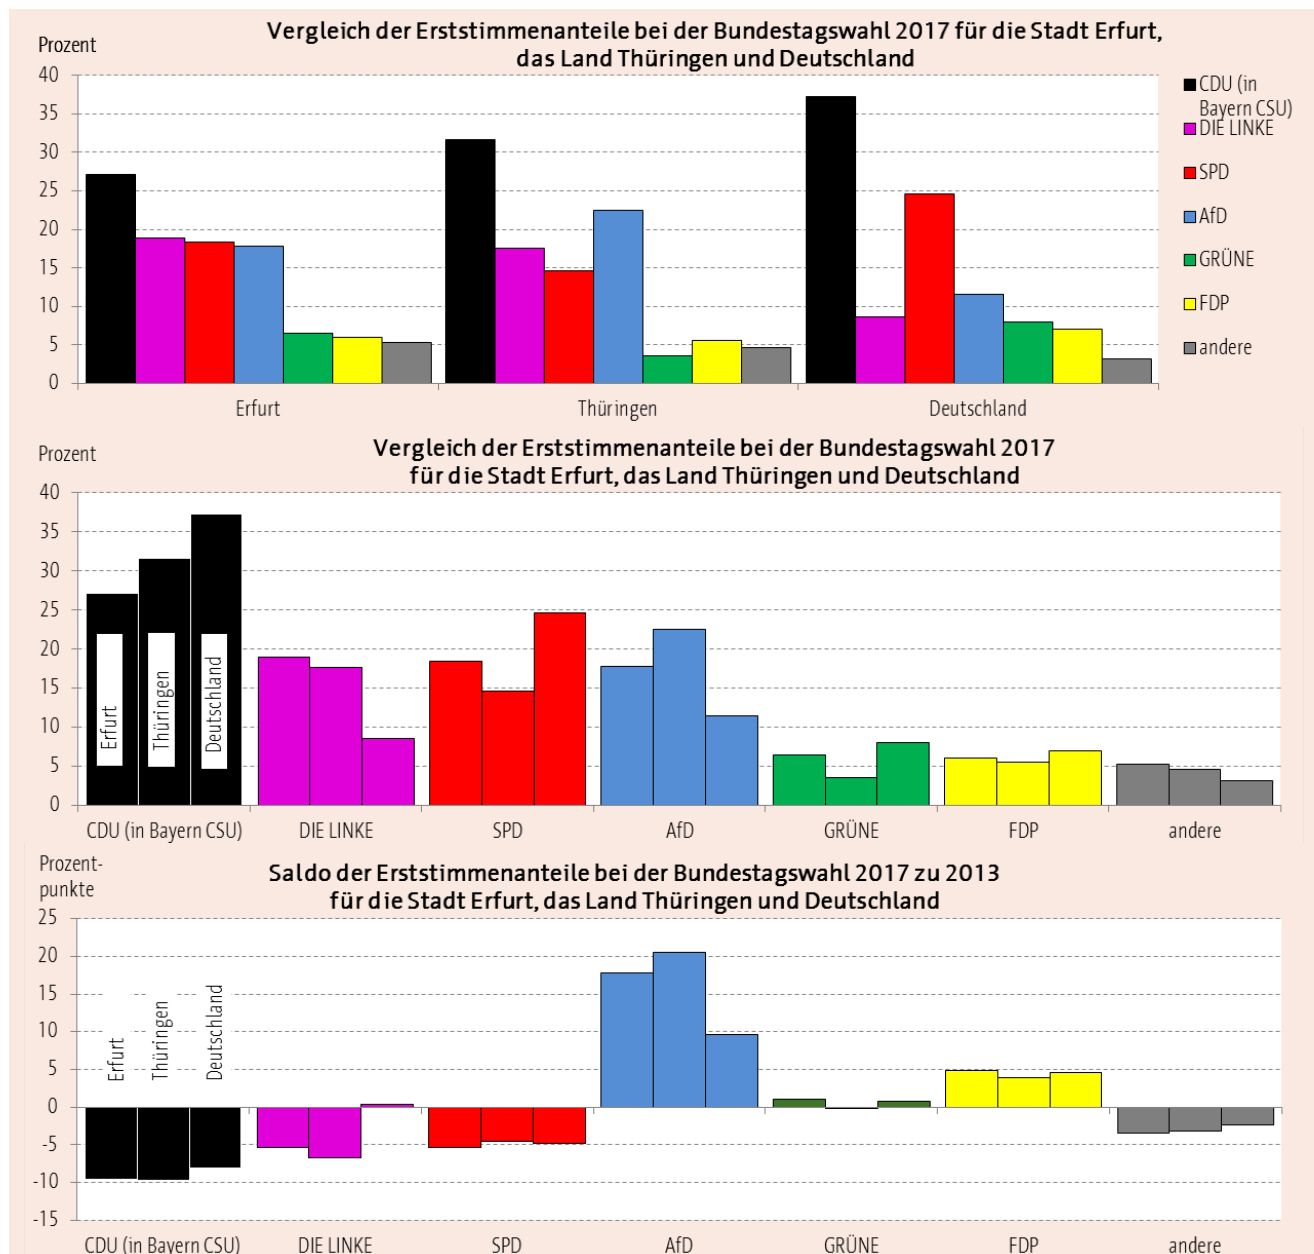 Prozent
Vergleich der Erststimmenanteile bei der Bundestagswahl 2017 für die Stadt Erfurt,
das Land Thüringen und Deutschland
40
35
30
25
20
15
10
5
0
Erfurt
Thüringen
Deutschland
CDU (in
Bayern CSU)
DIE LINKE
SPD
AfD
GRÜNE
FDP
andere
Prozent
Vergleich der Erststimmenanteile bei der Bundestagswahl 2017
für die Stadt Erfurt, das Land Thüringen und Deutschland
40
35
30
25
20
15
10
5
0
Erfurt
Thüringen
Deutschland
CDU (in Bayern CSU)
DIE LINKE
SPD
AfD
GRÜNE
FDP
andere
Prozent-
punkte
Saldo der Erststimmenanteile bei der Bundestagswahl 2017 zu 2013
für die Stadt Erfurt, das Land Thüringen und Deutschland
25
20
15
10
5
0
-5
-10
-15
Erfurt
Thüringen
Deutschland
CDU (in Bayern CSU)
DIE LINKE
SPD
AfD
GRÜNE
FDP
andere